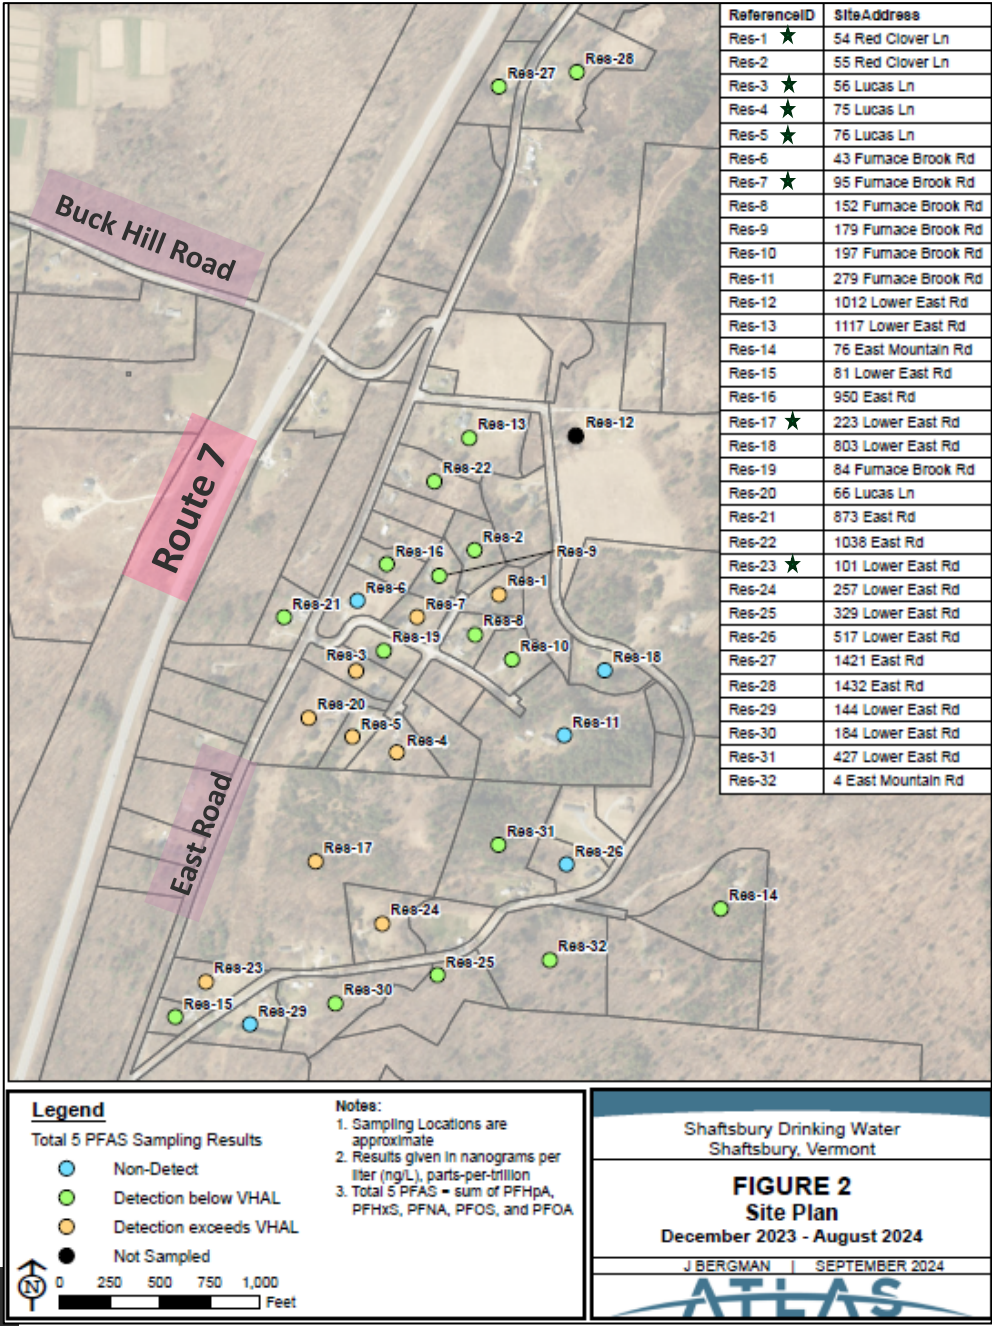 ReferenceID SiteAddress
Res-1 ★ 54 Red Clover Ln
Res-2 55 Red Clover Ln
Res-3 ★ 56 Lucas Ln
Res-4 ★ 75 Lucas Ln
Res-5 ★ 76 Lucas Ln
Res-6 43 Furnace Brook Rd
Res-7 ★ 95 Furnace Brook Rd
Res-8 152 Furnace Brook Rd
Res-9 179 Furnace Brook Rd
Res-10 197 Furnace Brook Rd
Res-11 279 Furnace Brook Rd
Res-12 1012 Lower East Rd
Res-13 1117 Lower East Rd
Res-14 76 East Mountain Rd
Res-15 81 Lower East Rd
Res-16 950 East Rd
Res-17 ★ 223 Lower East Rd
Res-18 803 Lower East Rd
Res-19 84 Furnace Brook Rd
Res-20 66 Lucas Ln
Res-21 873 East Rd
Res-22 1038 East Rd
Res-23 ★ 101 Lower East Rd
Res-24 257 Lower East Rd
Res-25 329 Lower East Rd
Res-26 517 Lower East Rd
Res-27 1421 East Rd
Res-28 1432 East Rd
Res-29 144 Lower East Rd
Res-30 184 Lower East Rd
Res-31 427 Lower East Rd
Res-32 4 East Mountain Rd
Res-28
Res-27
Buck Hill Road
Res-13
Res-12
Res-22
Route 7
Res-2
Res-16
Res-9
Res-1
Res-6
Res-21
Res-7
Res-8
Res-19
Res-10
Res-3
Res-18
Res-20
Res-5
Res-11
Res-4
East Road
Res-31
Res-17
Res-26
Res-14
Res-24
Res-32
Res-25
Res-23
Res-30
Res-15
Res-29
Legend
Total 5 PFAS Sampling Results
Non-Detect
Detection below VHAL
Detection exceeds VHAL
Not Sampled
N
0 250 500 750 1,000
Feet
Notes:
1. Sampling Locations are
approximate
2. Results given in nanograms per
liter (ng/L), parts-per-trillion
3. Total 5 PFAS = sum of PFHpA,
PFHxS, PFNA, PFOS, and PFOA
Shaftsbury Drinking Water
Shaftsbury, Vermont
FIGURE 2
Site Plan
December 2023 - August 2024
J BERGMAN | SEPTEMBER 2024
ATLAS